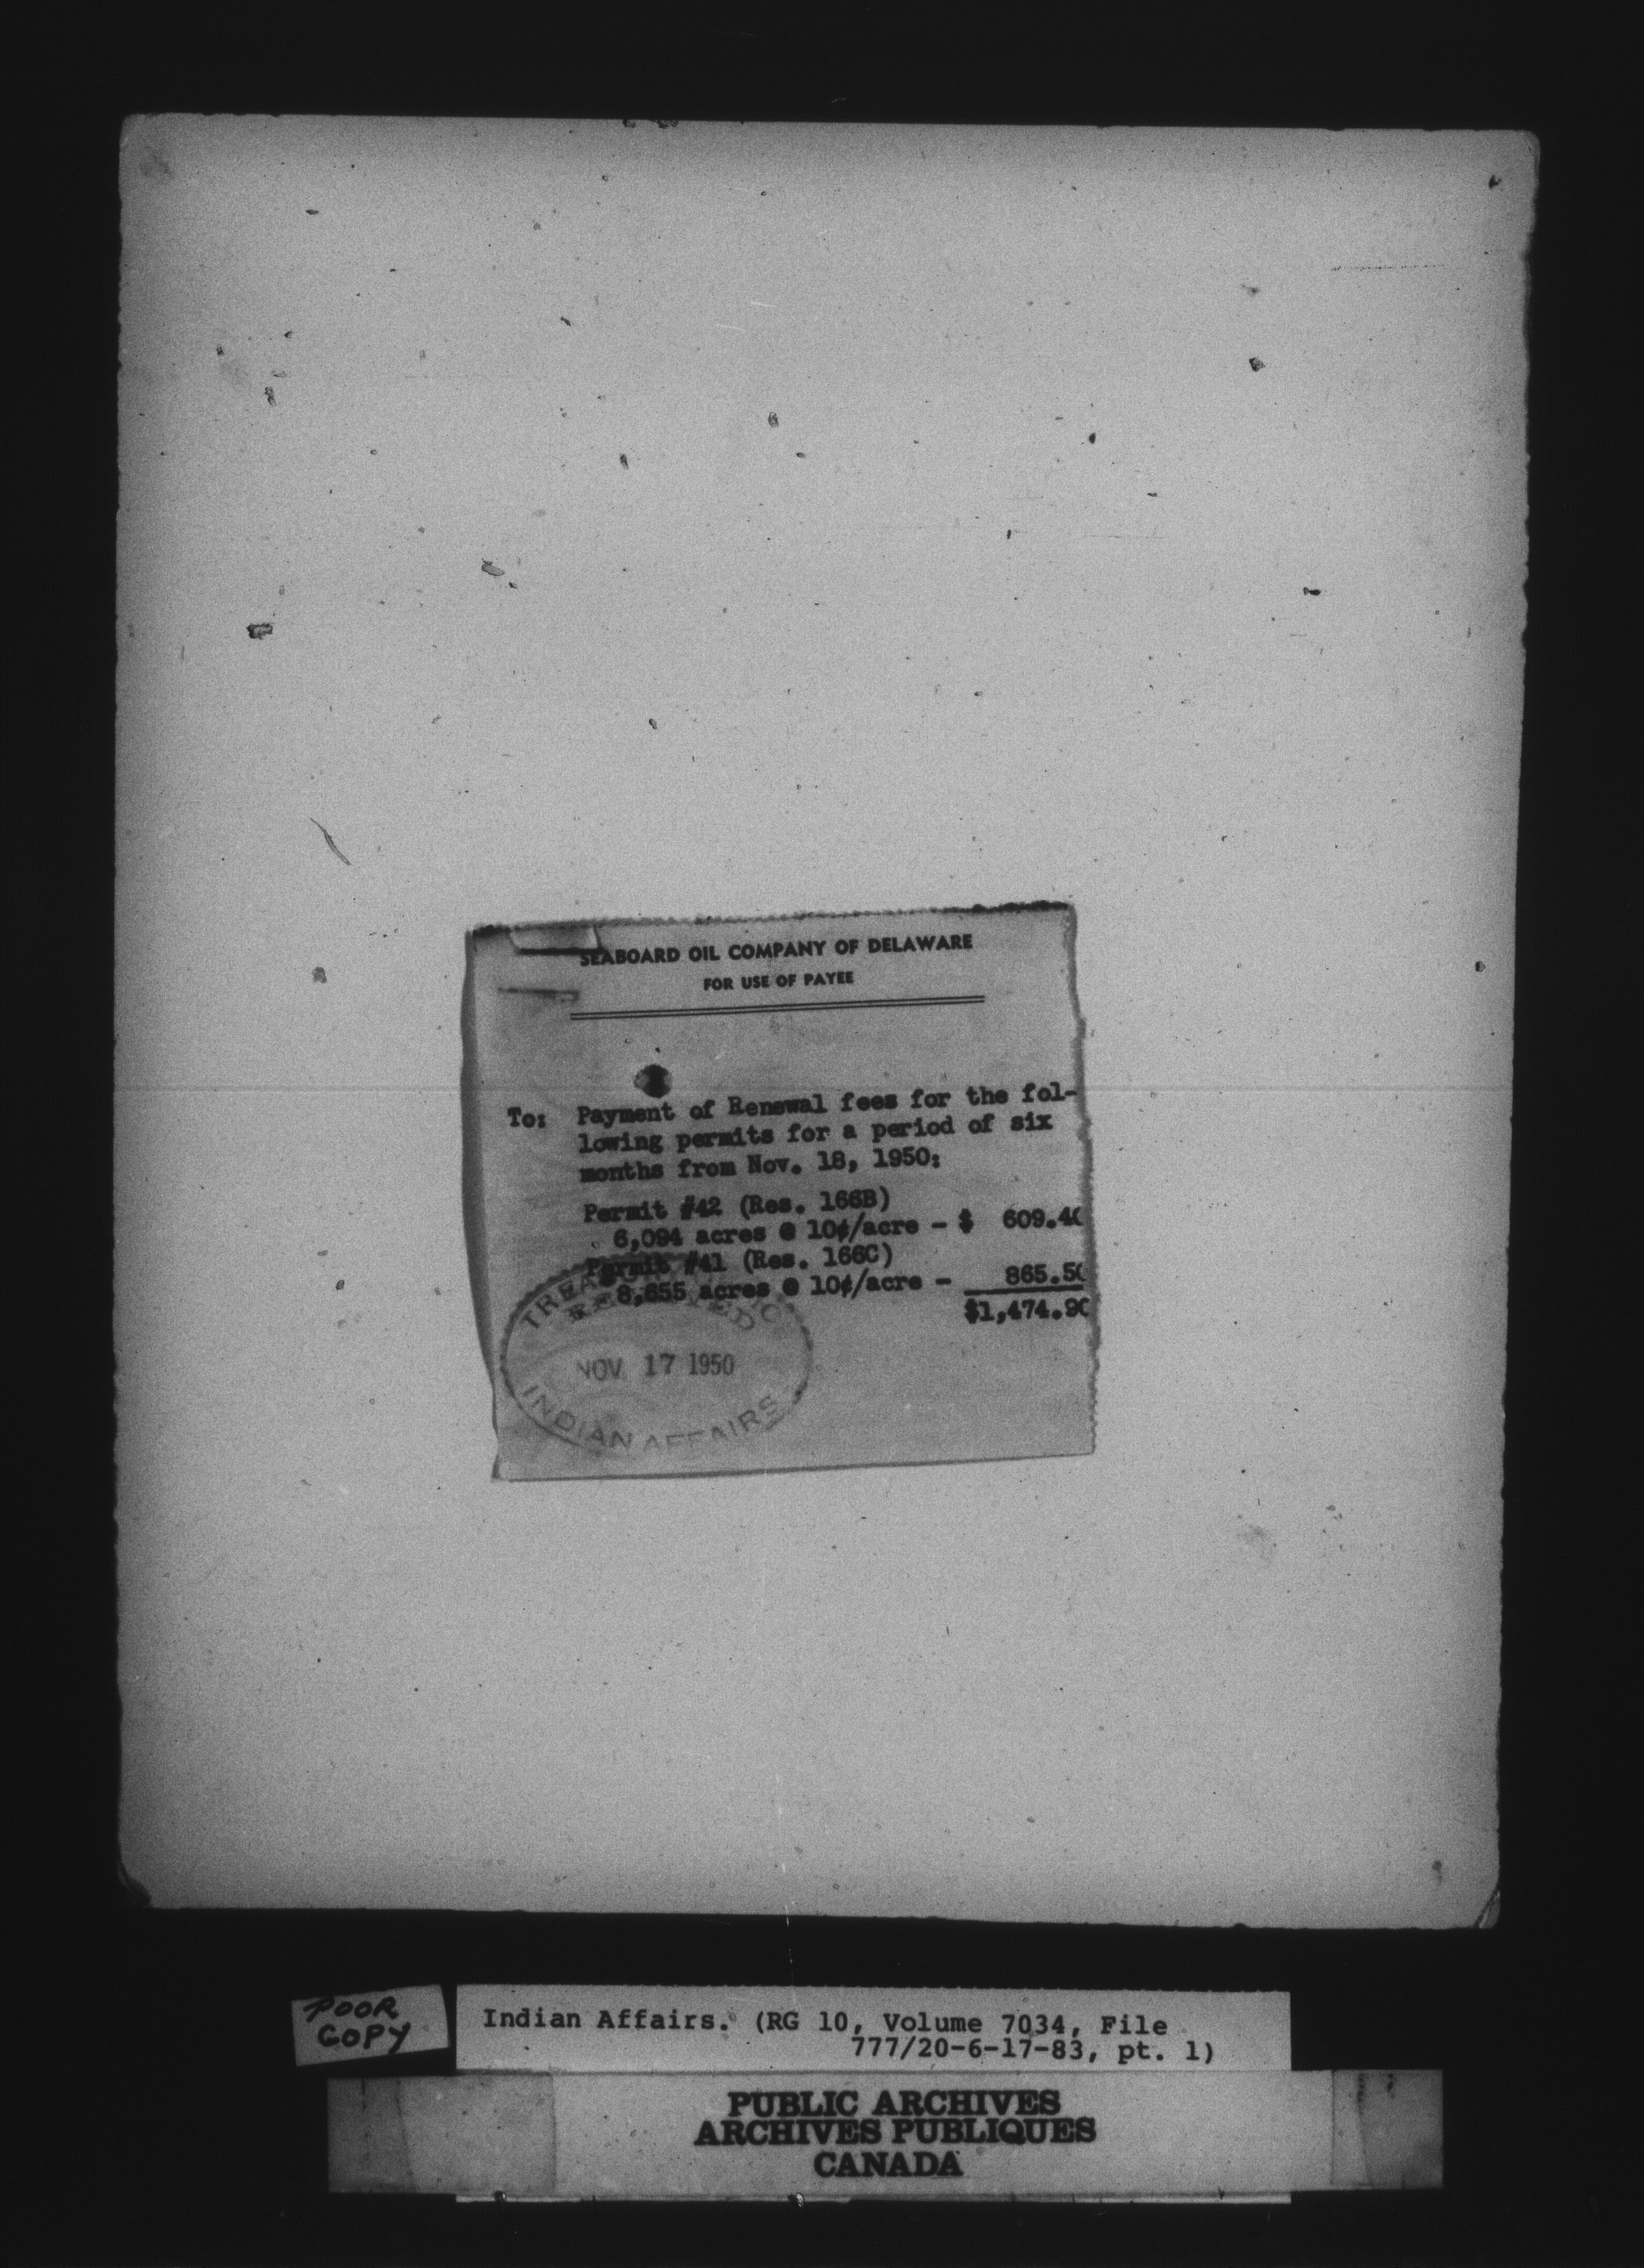 SEABOARD OIL COMPANY OF DELAWARE
FOR USE OF PAYEE
To: Payment of Renewal fees for the fol-
lowing permits for a period of six
months from Nov. 18, 1950:
Permit #42 (Res. 166B)
6,094 acres @ 10¢/acre - $ 609.40
Permit #41 (Res. 166C)
8,655 acres @ 10¢/acre - 865.50
$1,474.90
NOV 17 1950
INDIAN AFFAIRS
POOR
COPY
Indian Affairs. (RG 10, Volume 7034, File
777/20-6-17-83, pt. 1)
PUBLIC ARCHIVES
ARCHIVES PUBLIQUES
CANADA